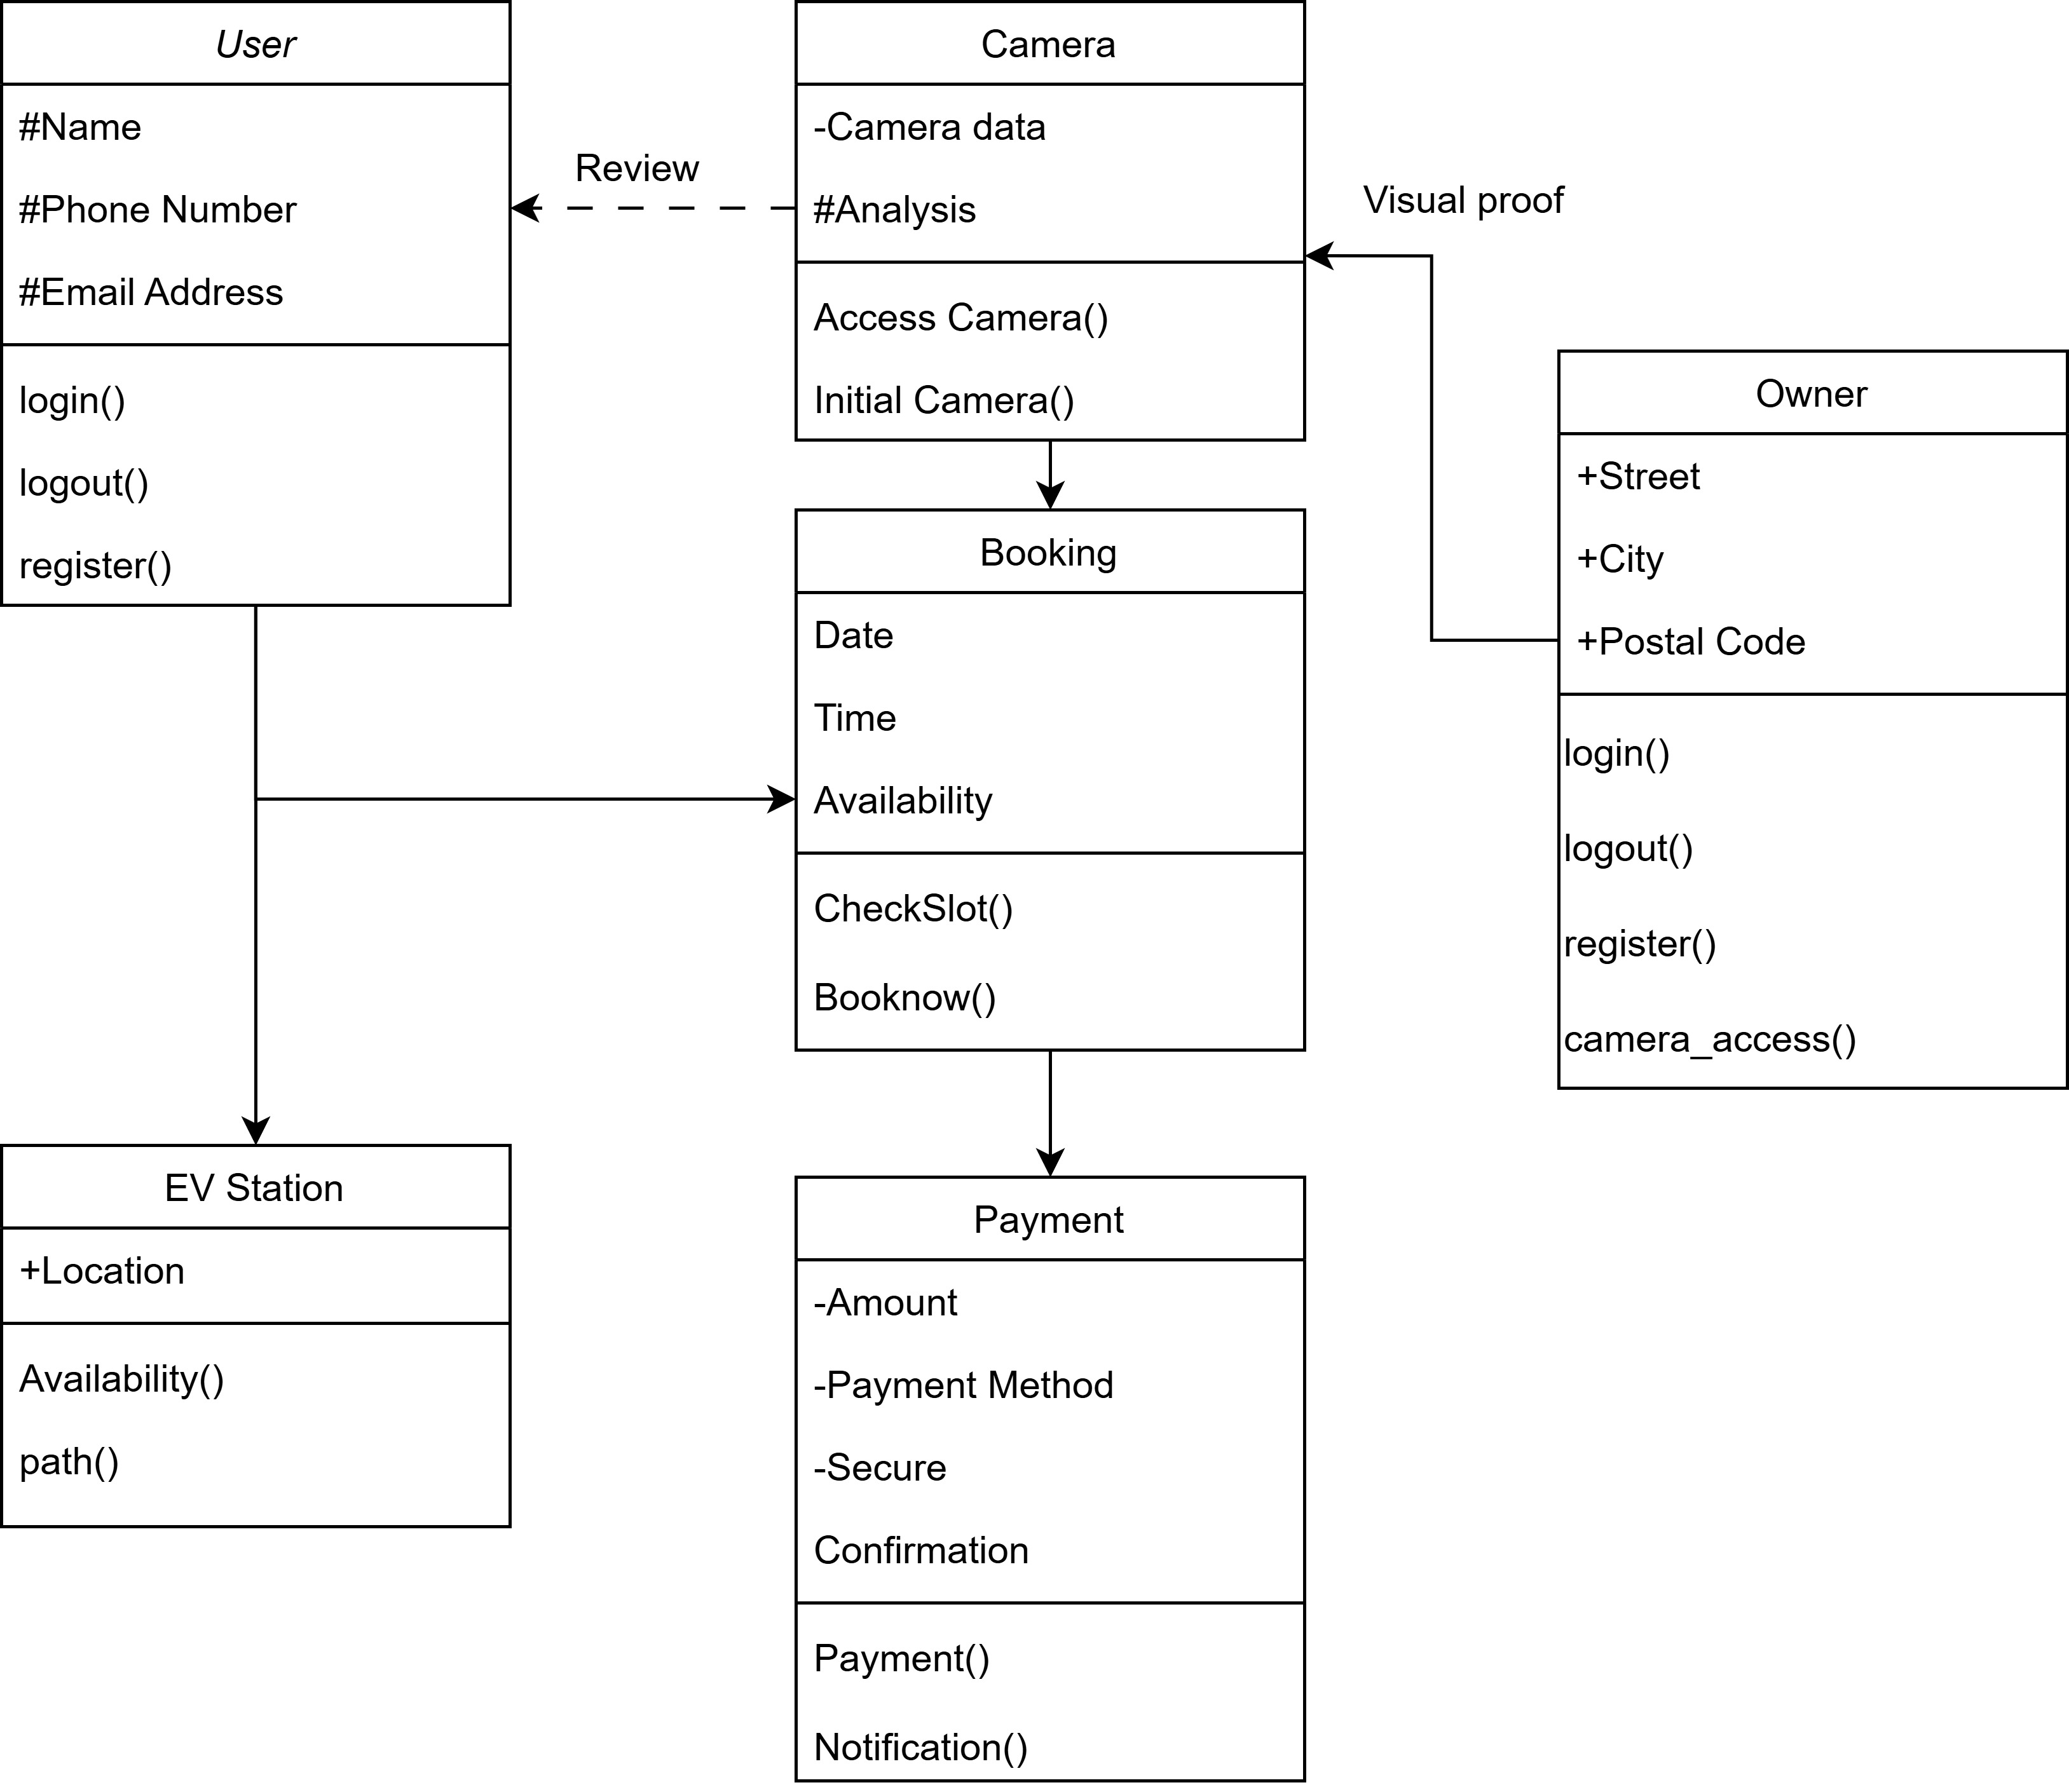 User
#Name
#Phone Number
#Email Address
login()
logout()
register()
Review
Camera
-Camera data
#Analysis
Access Camera()
Initial Camera()
Visual proof
Owner
+Street
+City
+Postal Code
login()
logout()
register()
camera_access()
Booking
Date
Time
Availability
CheckSlot()
Booknow()
EV Station
+Location
Availability()
path()
Payment
-Amount
-Payment Method
-Secure
Confirmation
Payment()
Notification()